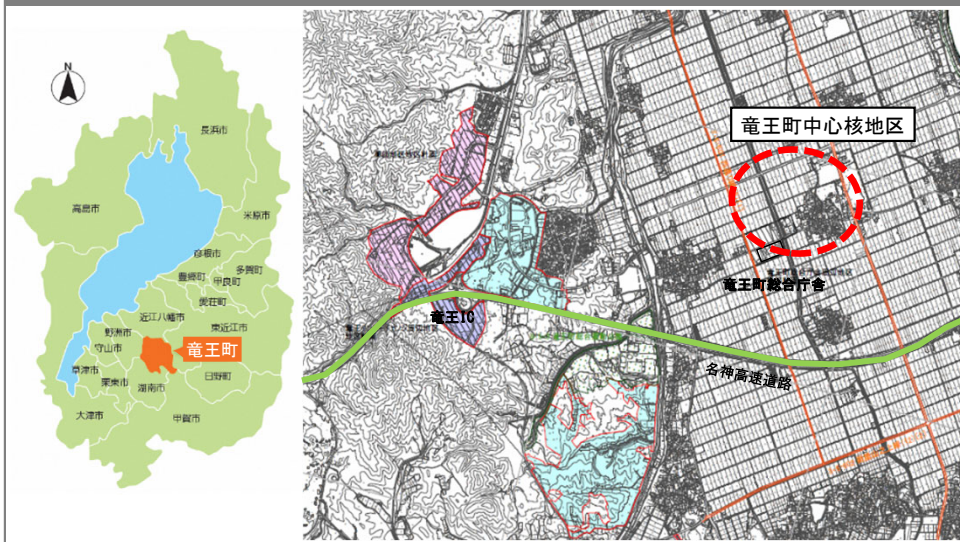 N
長浜市
高島市
米原市
彦根市
多賀町
豊郷町
甲良町
愛荘町
近江八幡市
東近江市
野洲市
守山市
竜王町
草津市
日野町
栗東市
湖南市
大津市
甲賀市
竜王町中心核地区
竜王町総合庁舎
竜王IC
名神高速道路